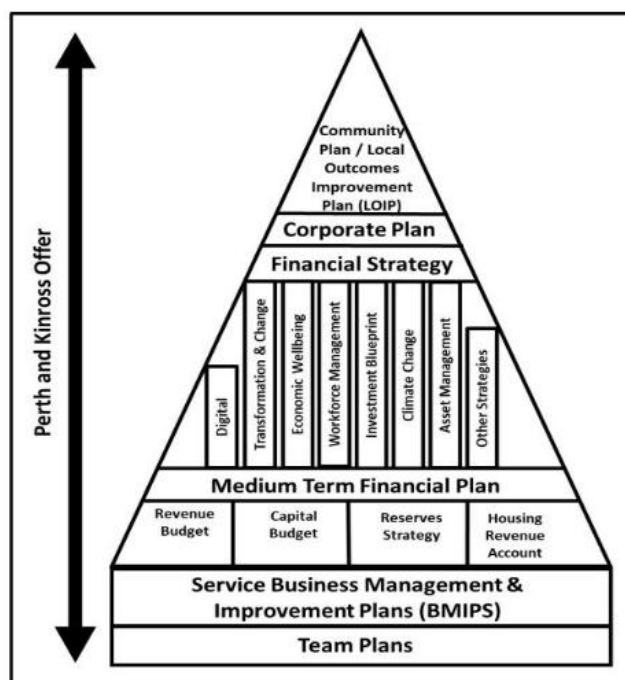 Perth and Kinross Offer
Community
Plan / Local
Outcomes
Improvement
Plan (LOIP)
Corporate Plan
Financial Strategy
Digital
Transformation & Change
Economic Wellbeing
Workforce Management
Investment Blueprint
Climate Change
Asset Management
Other Strategies
Medium Term Financial Plan
Revenue
Budget
Capital
Budget
Reserves
Strategy
Housing
Revenue
Account
Service Business Management &
Improvement Plans (BMIPS)
Team Plans